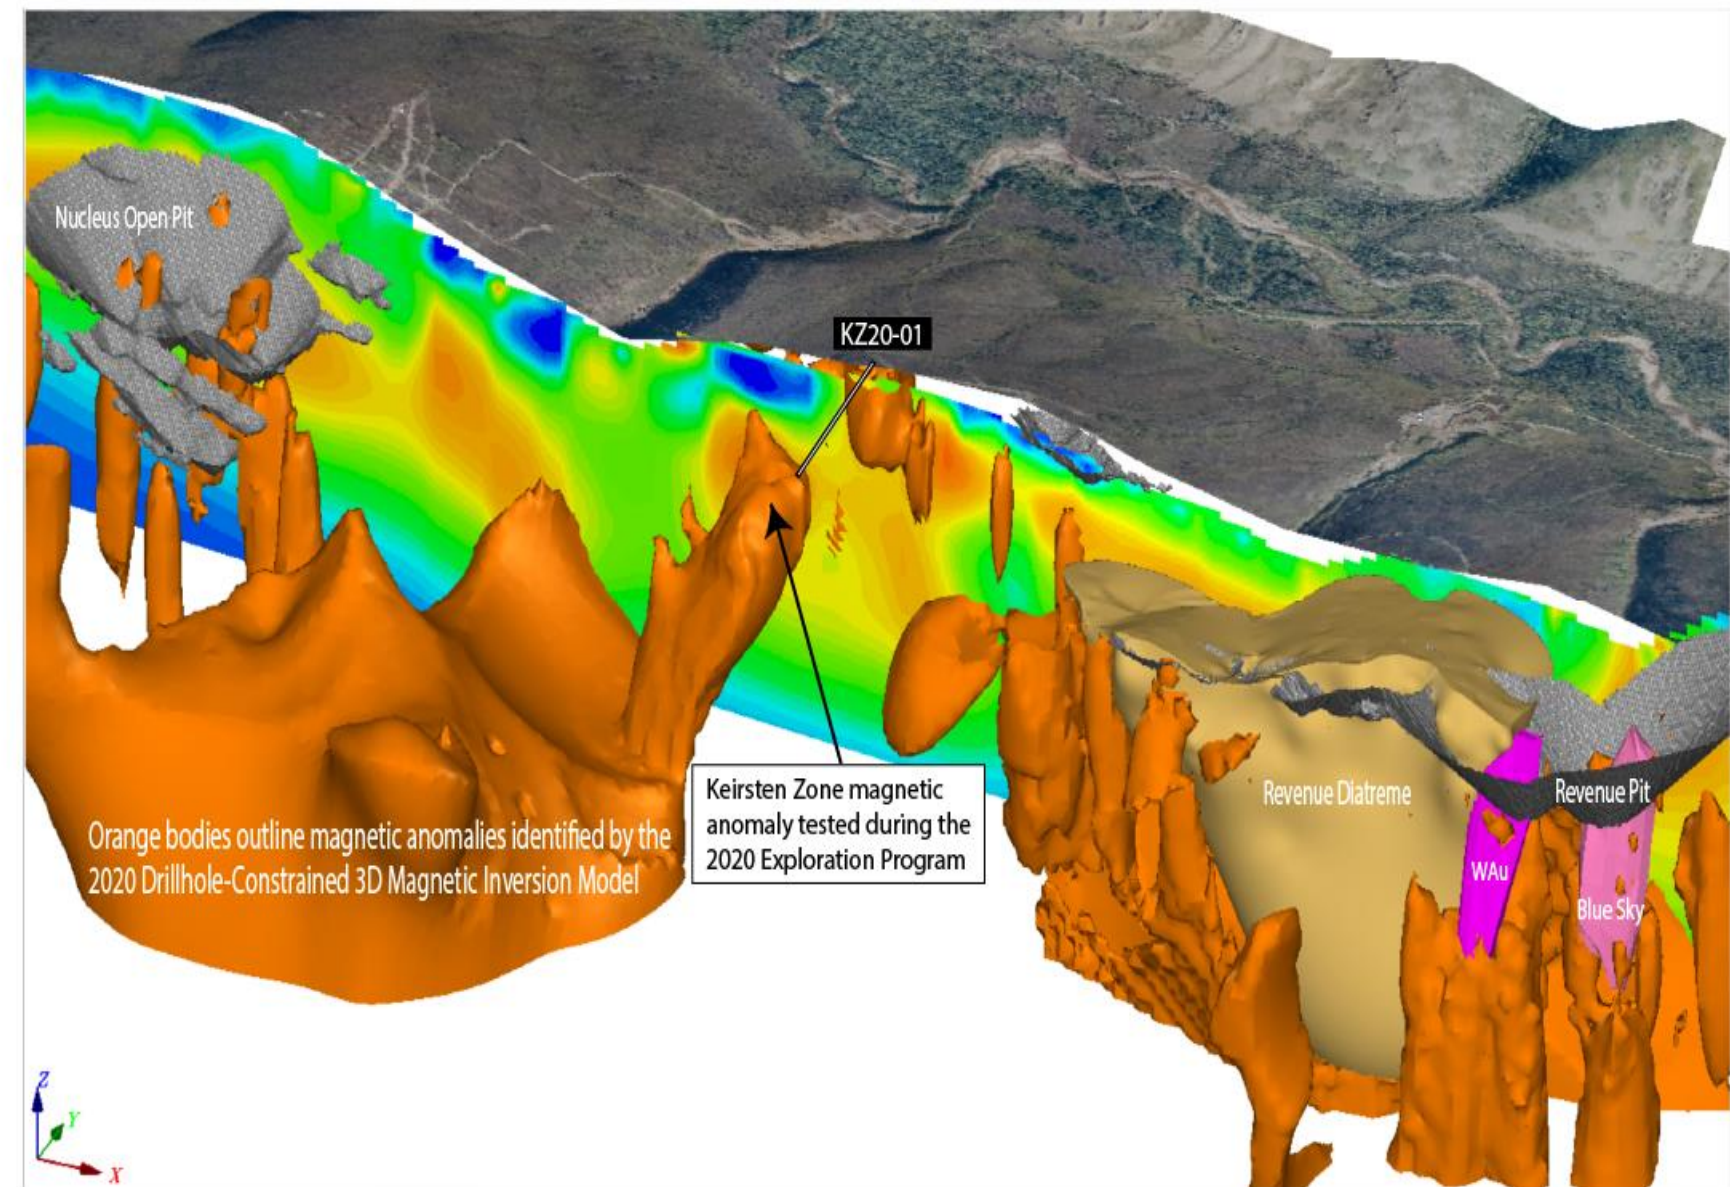 Nucleus Open Pit
KZ20-01
Keirsten Zone magnetic
anomaly tested during the
2020 Exploration Program
Orange bodies outline magnetic anomalies identified by the
2020 Drillhole-Constrained 3D Magnetic Inversion Model
Revenue Diatreme
Revenue Pit
WAu
Blue Sky
Z
Y
X